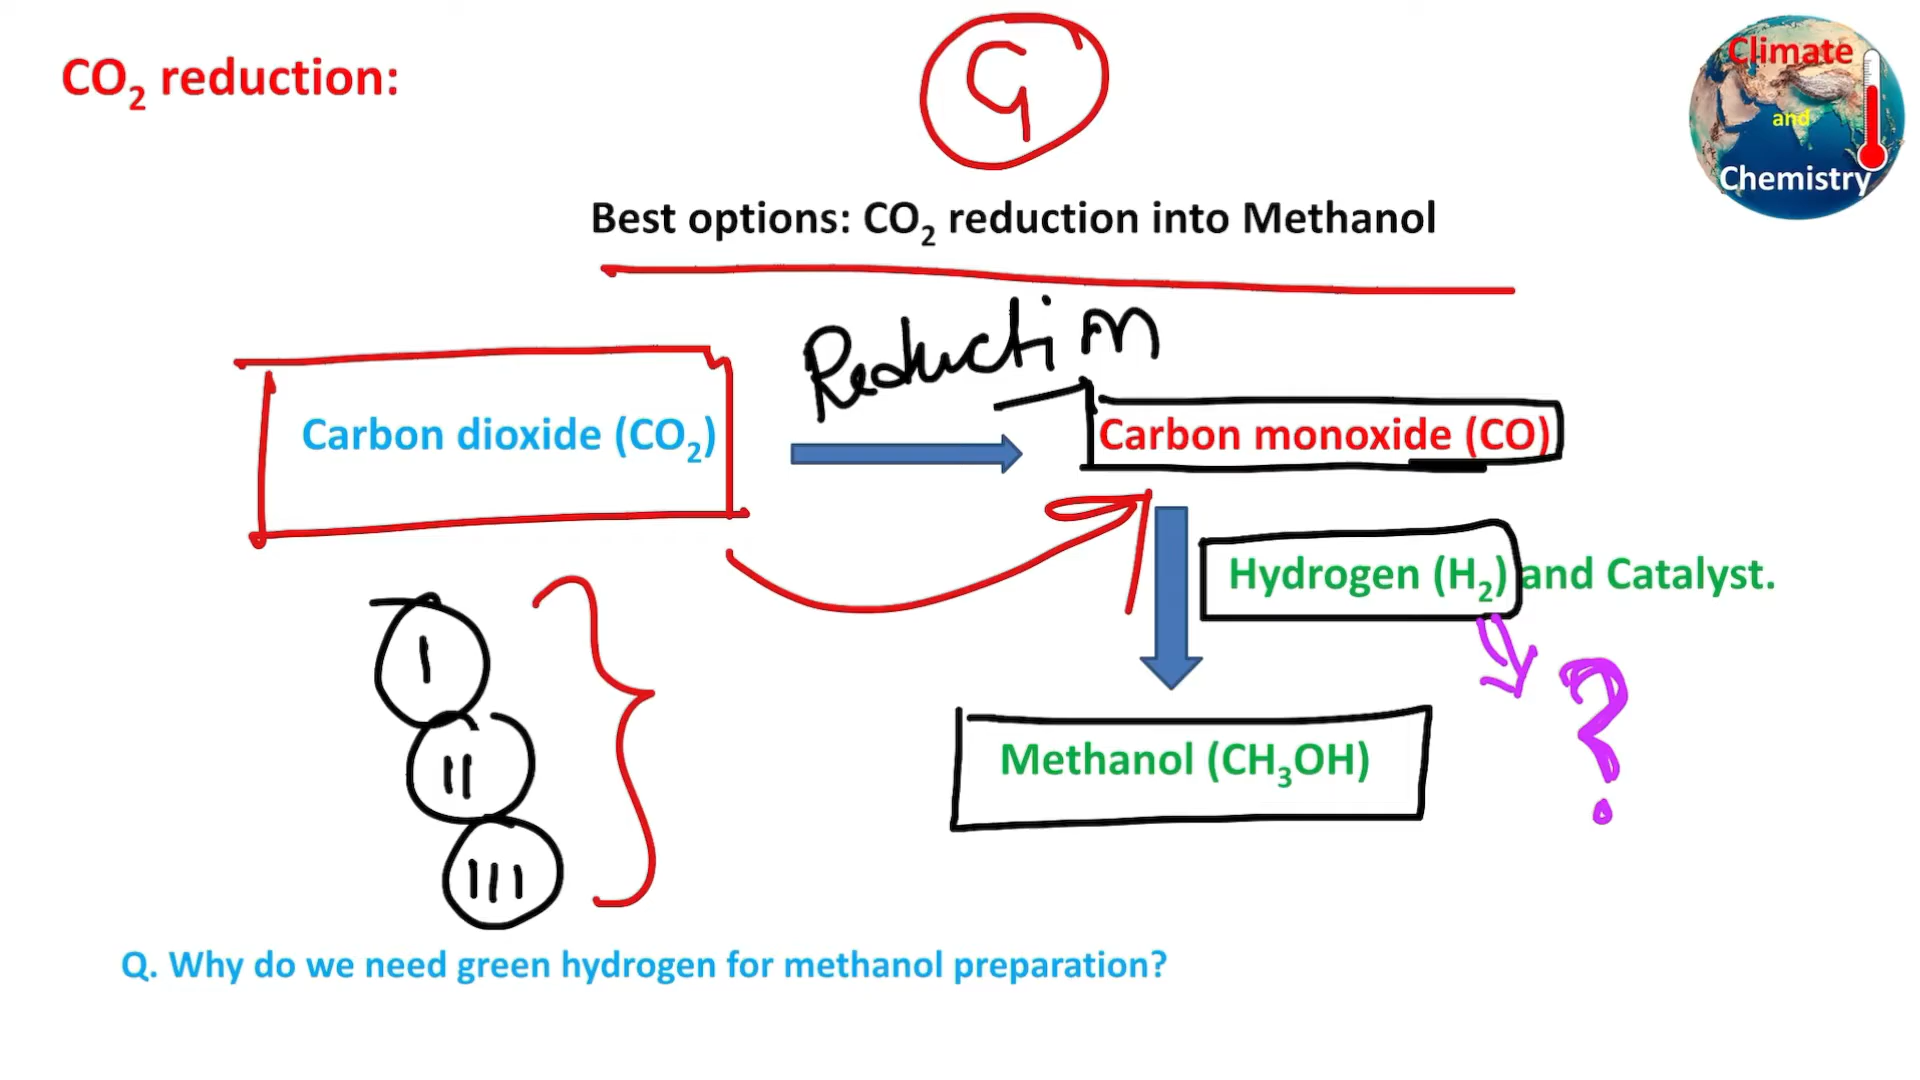 CO₂ reduction:
G
Climate
and
Chemistry
Best options: CO₂ reduction into Methanol
Reduction
Carbon dioxide (CO₂)
Carbon monoxide (CO)
Hydrogen (H₂) and Catalyst.
I
?
II
Methanol (CH₃OH)
III
Q. Why do we need green hydrogen for methanol preparation?